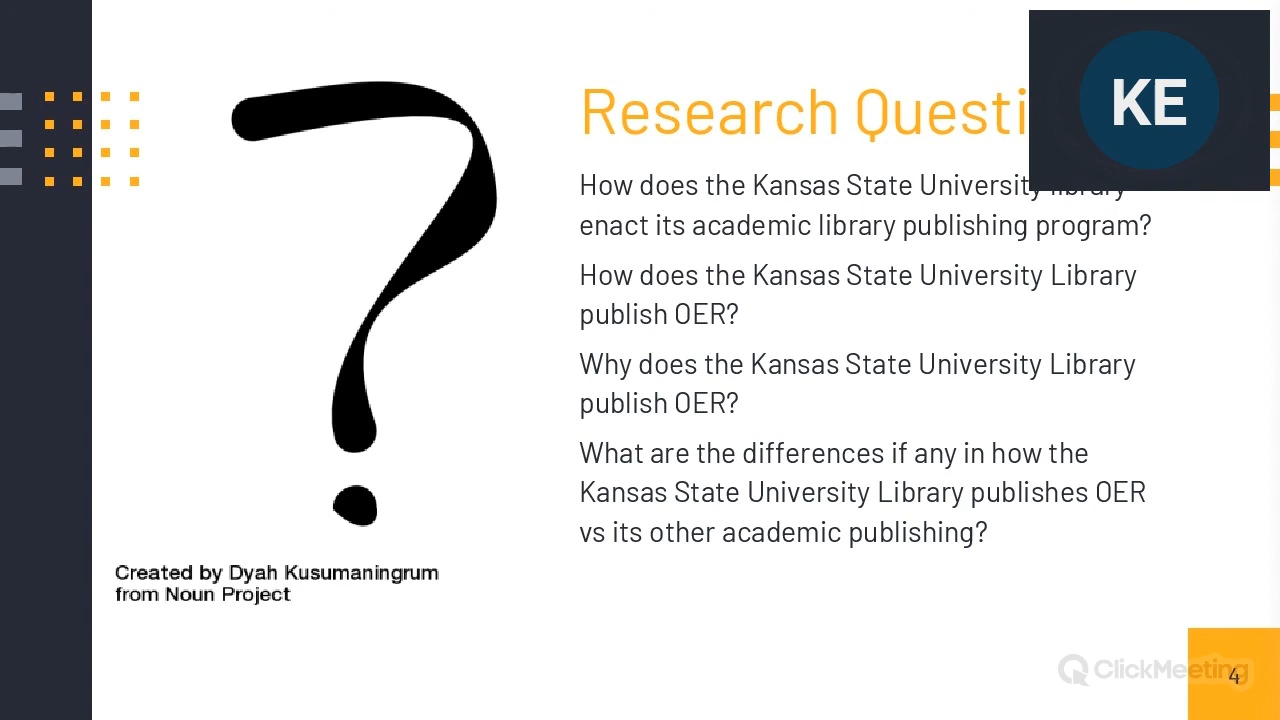 Research Questi
KE
How does the Kansas State University library
enact its academic library publishing program?
How does the Kansas State University Library
publish OER?
Why does the Kansas State University Library
publish OER?
What are the differences if any in how the
Kansas State University Library publishes OER
vs its other academic publishing?
Created by Dyah Kusumaningrum
from Noun Project
ClickMeeting
4